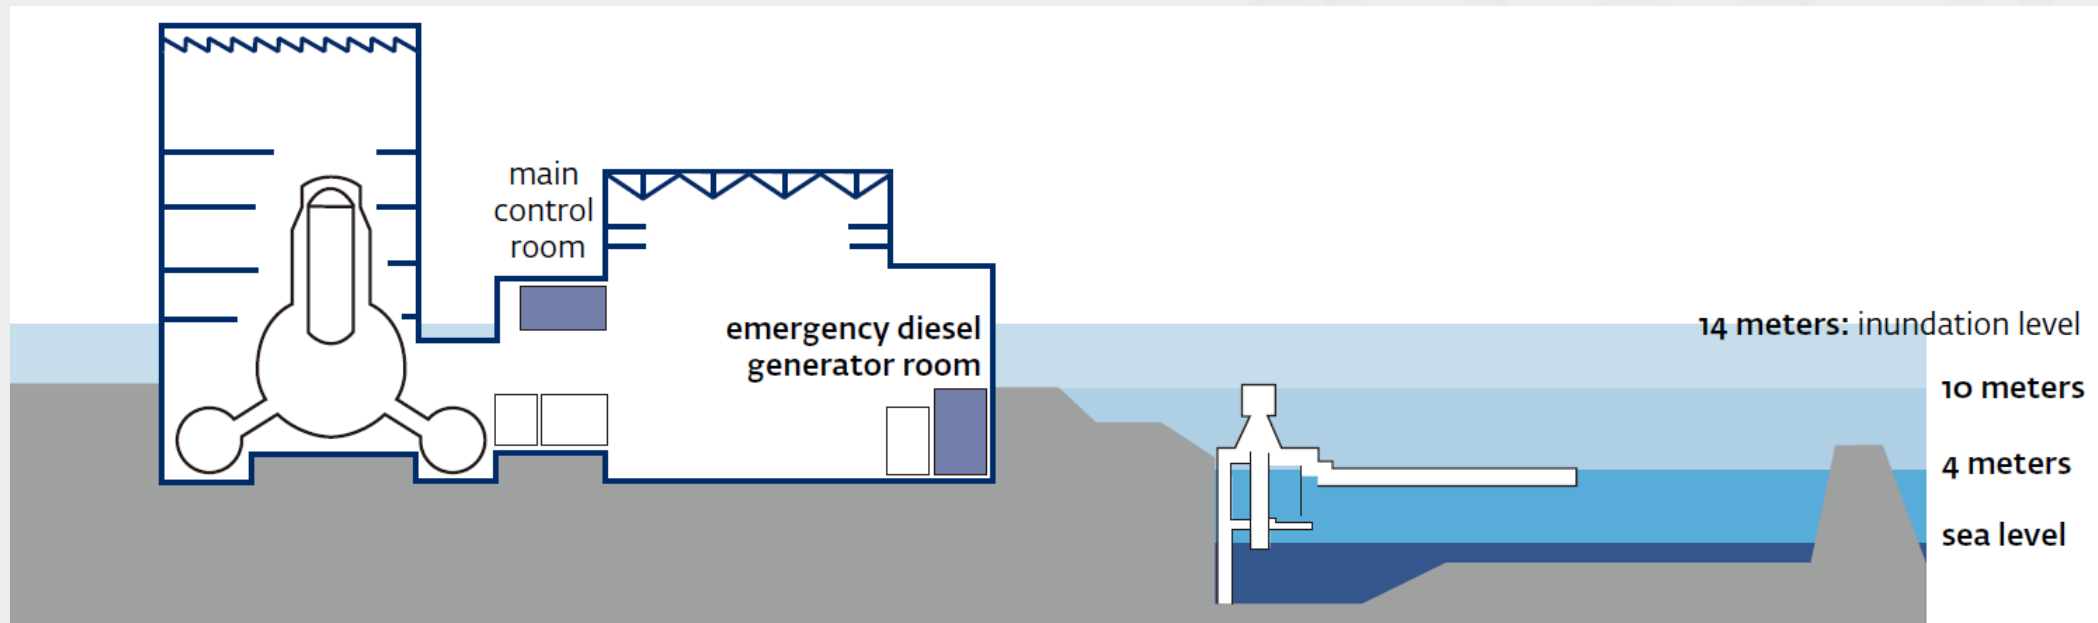 main
control
room
emergency diesel
generator room
14 meters: inundation level
10 meters
4 meters
sea level